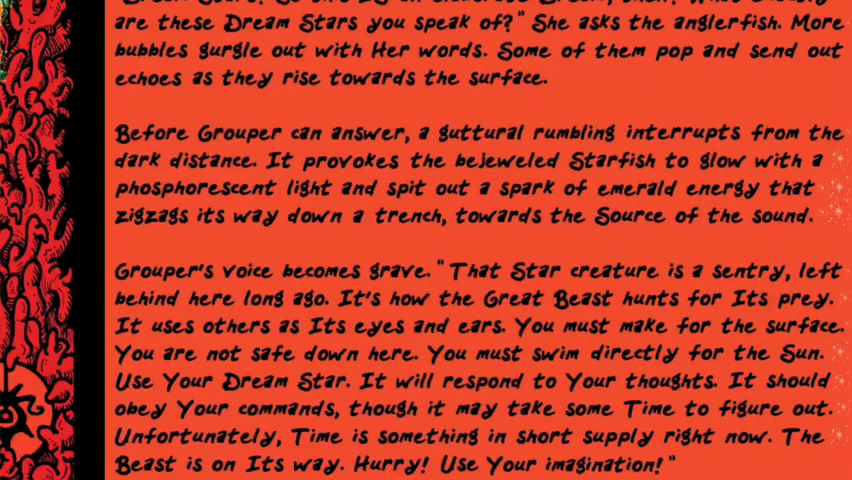 are these Dream Stars you speak of?" She asks the anglerfish. More
bubbles gurgle out with Her words. Some of them pop and send out
echoes as they rise towards the surface.
Before Grouper can answer, a guttural rumbling interrupts from the
dark distance. It provokes the bejeweled Starfish to glow with a
phosphorescent light and spit out a spark of emerald energy that
zigzags its way down a trench, towards the Source of the sound.
Grouper's voice becomes grave. "That Star creature is a sentry, left
behind here long ago. It's how the Great Beast hunts for Its prey.
It uses others as Its eyes and ears. You must make for the surface.
You are not safe down here. You must swim directly for the Sun.
Use Your Dream Star. It will respond to Your thoughts. It should
obey Your commands, though it may take some Time to figure out.
Unfortunately, Time is something in short supply right now. The
Beast is on Its way. Hurry! Use Your imagination!"